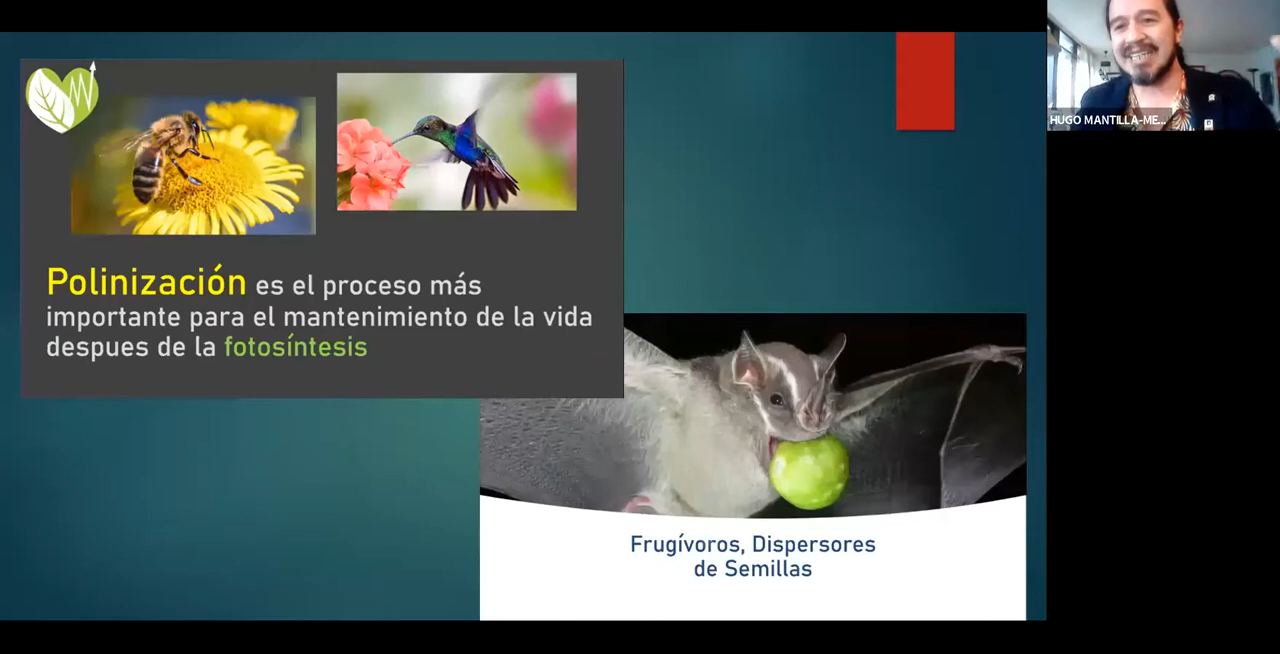 Polinización es el proceso más
importante para el mantenimiento de la vida
despues de la fotosíntesis
Frugívoros, Dispersores
de Semillas
HUGO MANTILLA-ME...